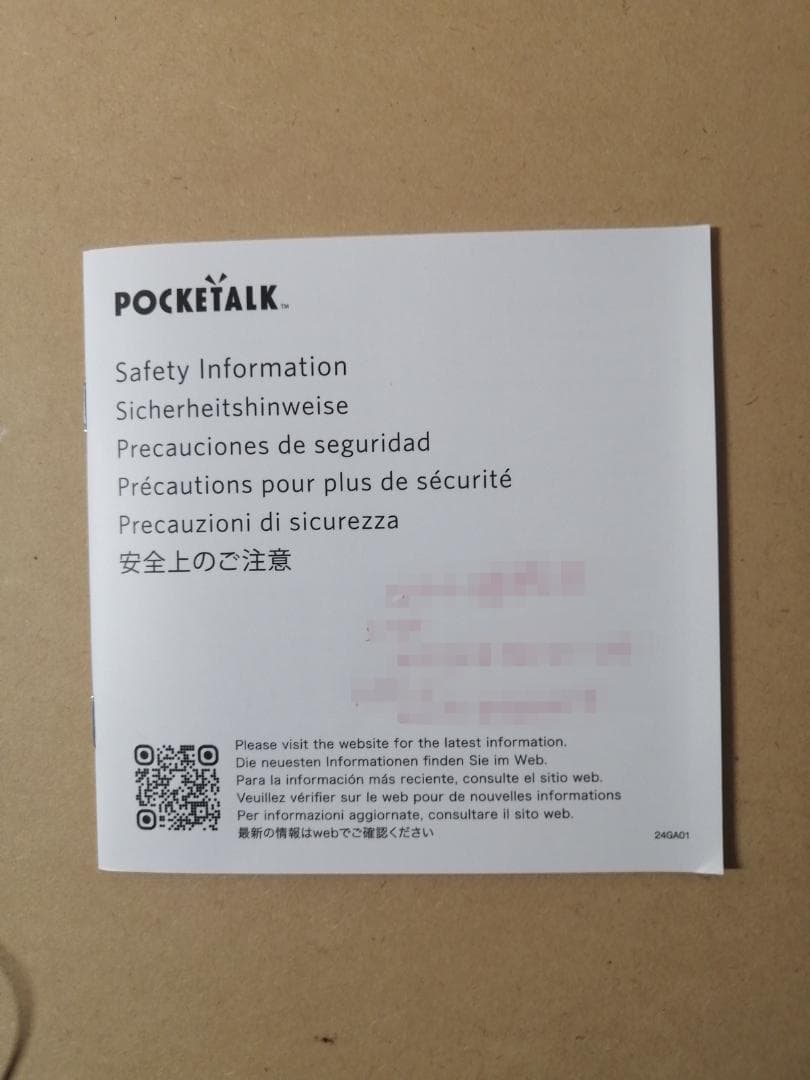 POCKETALK™
Safety Information
Sicherheitshinweise
Precauciones de seguridad
Précautions pour plus de sécurité
Precauzioni di sicurezza
安全上のご注意
Please visit the website for the latest information.
Die neuesten Informationen finden Sie im Web.
Para la información más reciente, consulte el sitio web.
Veuillez vérifier sur le web pour de nouvelles informations
Per informazioni aggiornate, consultare il sito web.
最新の情報はwebでご確認ください
24GA01